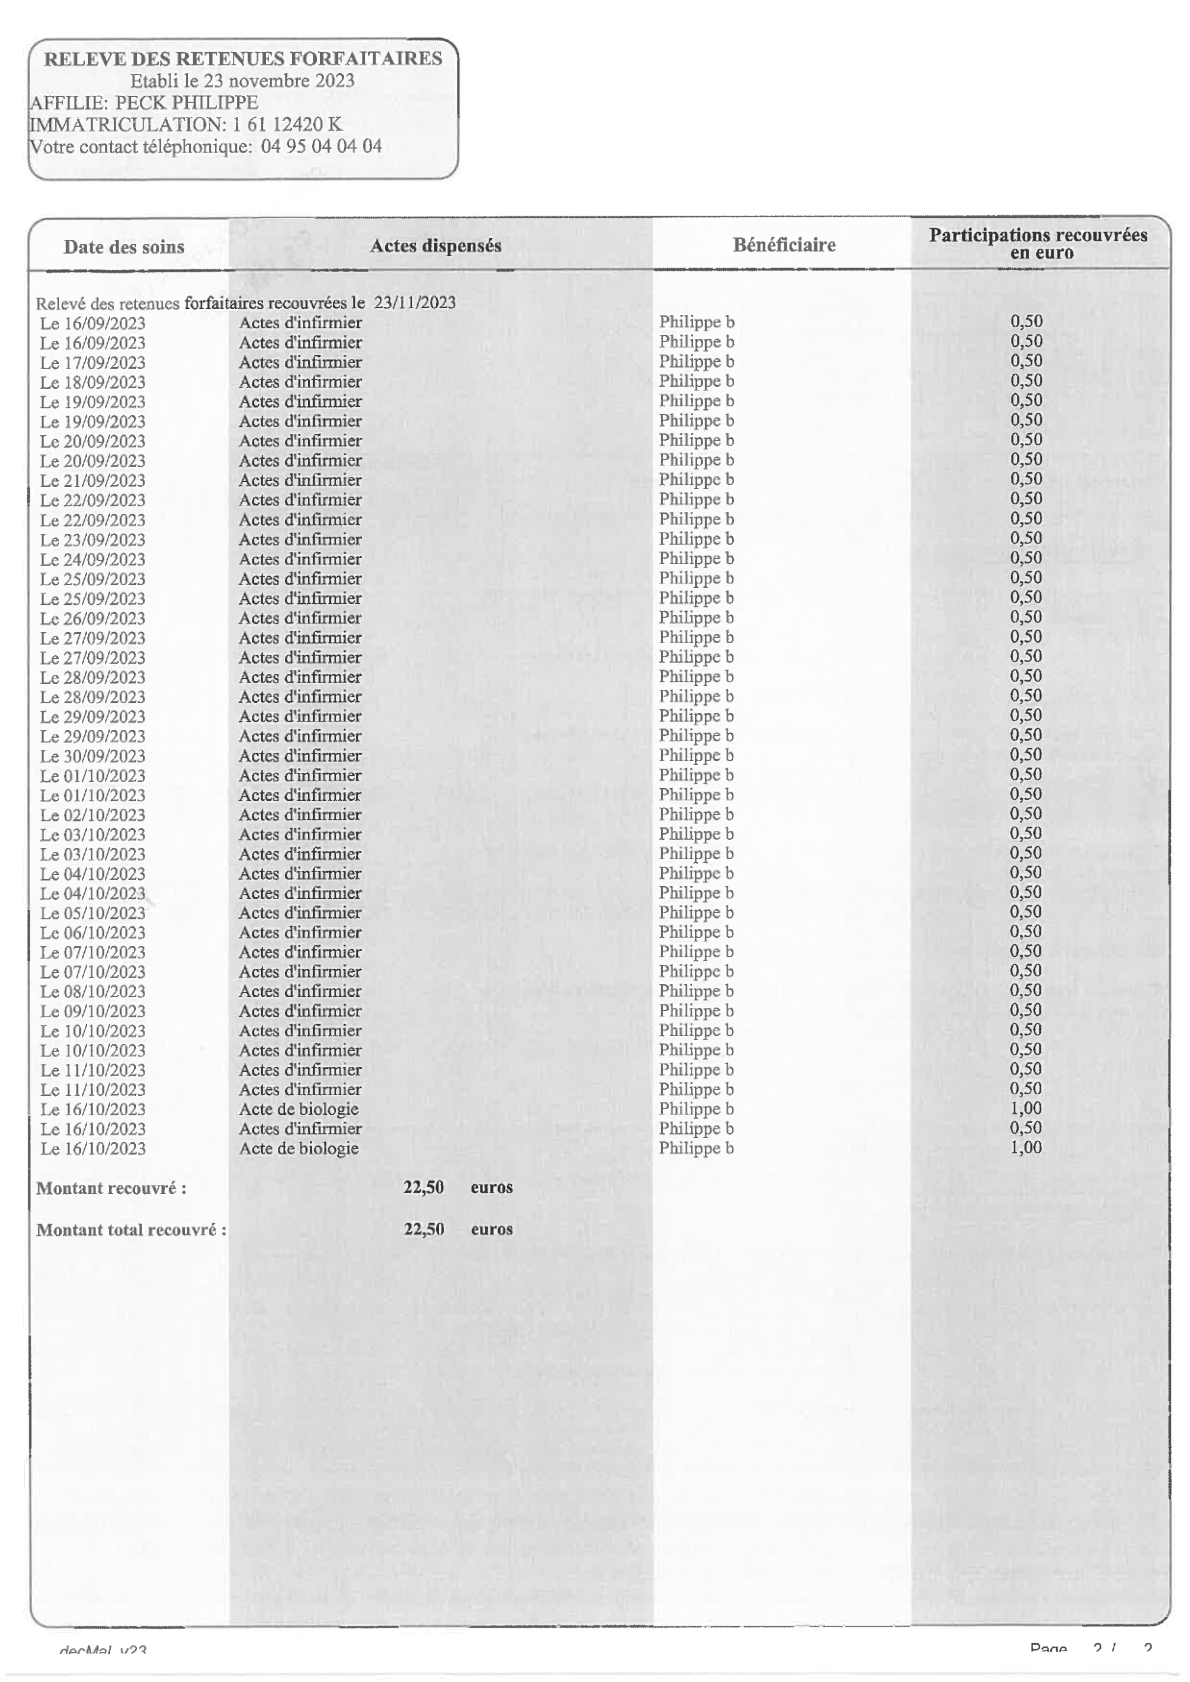 RELEVE DES RETENUES FORFAITAIRES
Etabli le 23 novembre 2023
AFFILIE: PECK PHILIPPE
IMMATRICULATION: 1 61 12420 K
Votre contact téléphonique: 04 95 04 04 04
Date des soins Actes dispensés Bénéficiaire Participations recouvrées en euro
Relevé des retenues forfaitaires recouvrées le 23/11/2023
Le 16/09/2023 Actes d'infirmier Philippe b 0,50
Le 16/09/2023 Actes d'infirmier Philippe b 0,50
Le 17/09/2023 Actes d'infirmier Philippe b 0,50
Le 18/09/2023 Actes d'infirmier Philippe b 0,50
Le 19/09/2023 Actes d'infirmier Philippe b 0,50
Le 19/09/2023 Actes d'infirmier Philippe b 0,50
Le 20/09/2023 Actes d'infirmier Philippe b 0,50
Le 20/09/2023 Actes d'infirmier Philippe b 0,50
Le 21/09/2023 Actes d'infirmier Philippe b 0,50
Le 22/09/2023 Actes d'infirmier Philippe b 0,50
Le 22/09/2023 Actes d'infirmier Philippe b 0,50
Le 23/09/2023 Actes d'infirmier Philippe b 0,50
Le 24/09/2023 Actes d'infirmier Philippe b 0,50
Le 25/09/2023 Actes d'infirmier Philippe b 0,50
Le 25/09/2023 Actes d'infirmier Philippe b 0,50
Le 26/09/2023 Actes d'infirmier Philippe b 0,50
Le 27/09/2023 Actes d'infirmier Philippe b 0,50
Le 27/09/2023 Actes d'infirmier Philippe b 0,50
Le 28/09/2023 Actes d'infirmier Philippe b 0,50
Le 28/09/2023 Actes d'infirmier Philippe b 0,50
Le 29/09/2023 Actes d'infirmier Philippe b 0,50
Le 29/09/2023 Actes d'infirmier Philippe b 0,50
Le 30/09/2023 Actes d'infirmier Philippe b 0,50
Le 01/10/2023 Actes d'infirmier Philippe b 0,50
Le 01/10/2023 Actes d'infirmier Philippe b 0,50
Le 02/10/2023 Actes d'infirmier Philippe b 0,50
Le 03/10/2023 Actes d'infirmier Philippe b 0,50
Le 03/10/2023 Actes d'infirmier Philippe b 0,50
Le 04/10/2023 Actes d'infirmier Philippe b 0,50
Le 04/10/2023 Actes d'infirmier Philippe b 0,50
Le 05/10/2023 Actes d'infirmier Philippe b 0,50
Le 06/10/2023 Actes d'infirmier Philippe b 0,50
Le 07/10/2023 Actes d'infirmier Philippe b 0,50
Le 07/10/2023 Actes d'infirmier Philippe b 0,50
Le 08/10/2023 Actes d'infirmier Philippe b 0,50
Le 09/10/2023 Actes d'infirmier Philippe b 0,50
Le 10/10/2023 Actes d'infirmier Philippe b 0,50
Le 10/10/2023 Actes d'infirmier Philippe b 0,50
Le 11/10/2023 Actes d'infirmier Philippe b 0,50
Le 11/10/2023 Actes d'infirmier Philippe b 0,50
Le 16/10/2023 Acte de biologie Philippe b 1,00
Le 16/10/2023 Actes d'infirmier Philippe b 0,50
Le 16/10/2023 Acte de biologie Philippe b 1,00
Montant recouvré : 22,50 euros
Montant total recouvré : 22,50 euros
decMal v23 Page 2 / 2